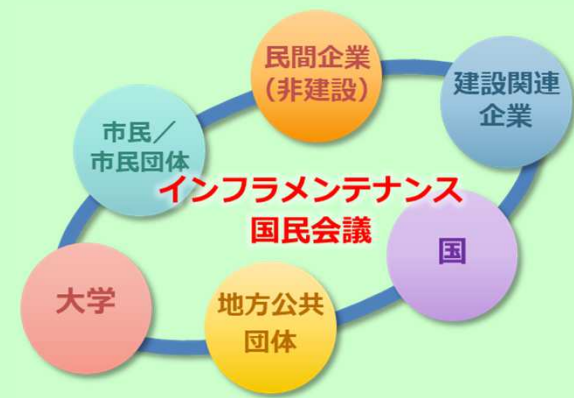 民間企業
（非建設）
建設関連
企業
市民／
市民団体
インフラメンテナンス
国民会議
国
大学
地方公共
団体